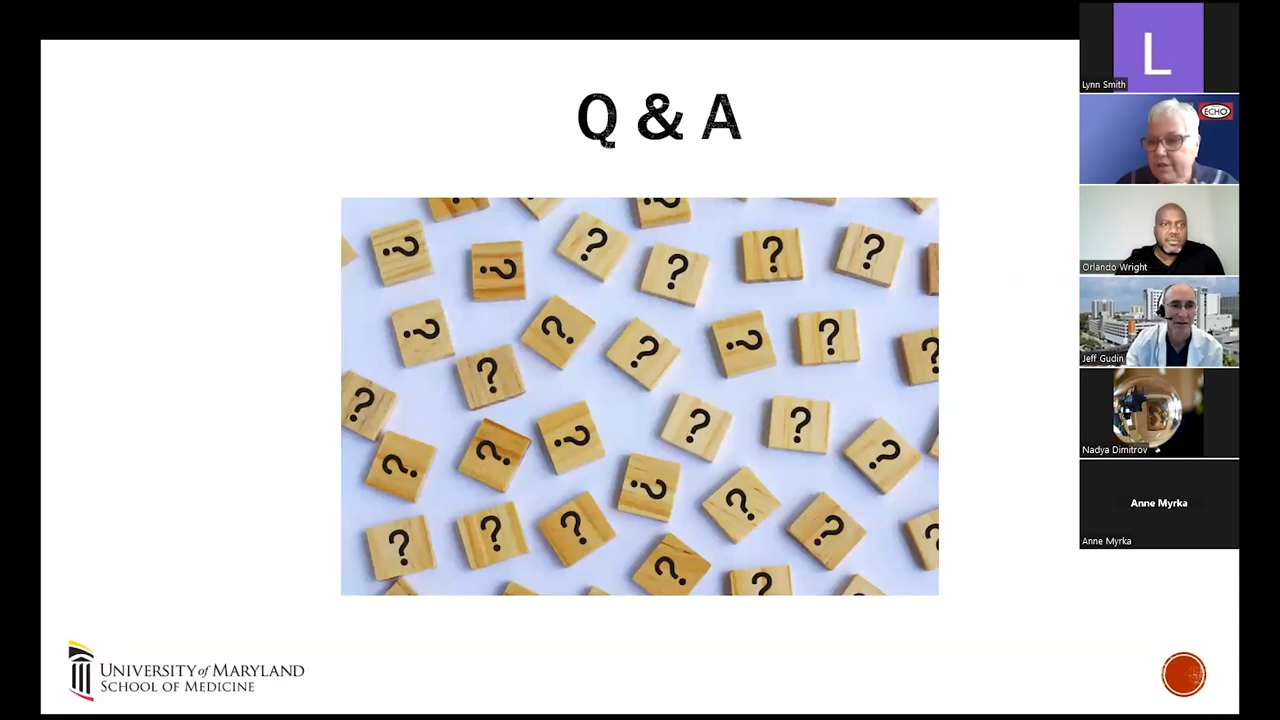 Q & A
UNIVERSITY of MARYLAND
SCHOOL OF MEDICINE
L
Lynn Smith
ECHO
Orlando Wright
Jeff Gudin
Nadya Dimitrov
Anne Myrka
Anne Myrka